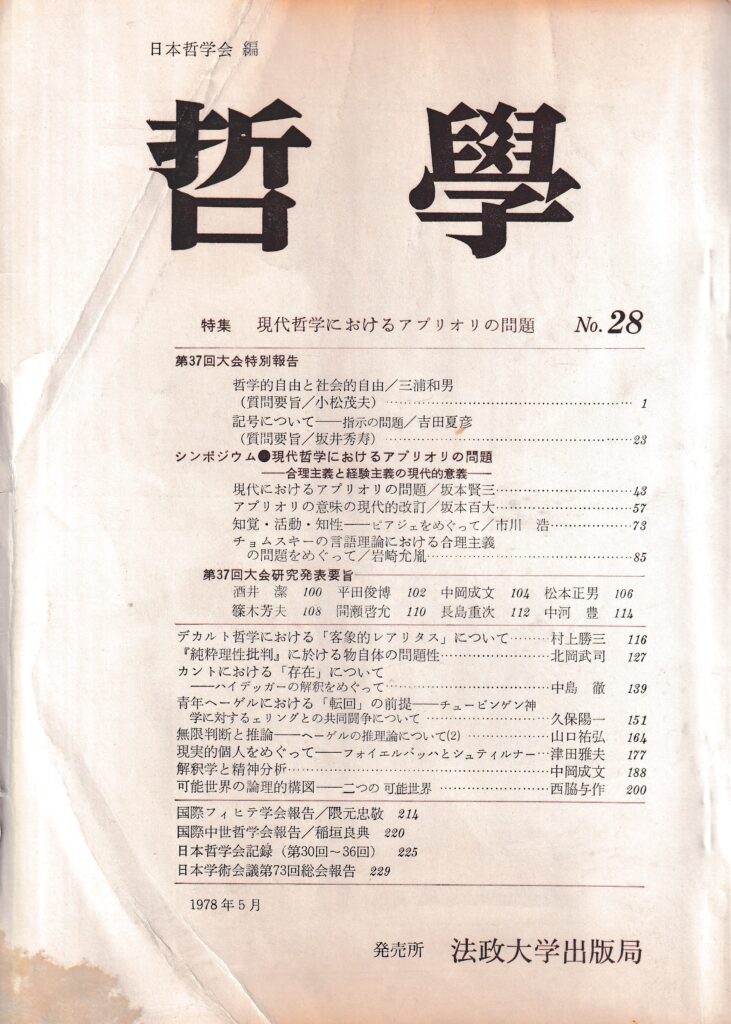 日本哲学会 編
哲學
特集 現代哲学におけるアプリオリの問題 No. 28
第37回大会特別報告
哲学的自由と社会的自由／三浦和男
(質問要旨／小松茂夫)………………………………………… 1
記号について――指示の問題／吉田夏彦
(質問要旨／坂井秀寿)…………………………………………23
シンポジウム●現代哲学におけるアプリオリの問題
――合理主義と経験主義の現代的意義――
現代におけるアプリオリの問題／坂本賢三……………………43
アプリオリの意味の現代的改訂／坂本百大……………………57
知覚・活動・知性――ピアジェをめぐって／市川 浩…………73
チョムスキーの言語理論における合理主義
の問題をめぐって／岩崎允胤………………………………85
第37回大会研究発表要旨
酒井 潔 100 平田俊博 102 中岡成文 104 松本正男 106
篠木芳夫 108 間瀬啓允 110 長島重次 112 中河 豊 114
デカルト哲学における「客象的レアリタス」について………村上勝三 116
『純粋理性批判』に於ける物自体の問題性……………………北岡武司 127
カントにおける「存在」について
――ハイデッガーの解釈をめぐって――……………………中島 徹 139
青年ヘーゲルにおける「転回」の前提――チュービンゲン神
学に対するェリングとの共同闘争について…………………久保陽一 151
無限判断と推論――ヘーゲルの推理論について(2)……………山口祐弘 164
現実的個人をめぐって――フォイエルバッハとシュティルナー…津田雅夫 177
解釈学と精神分析…………………………………………………中岡成文 188
可能世界の論理的構図――二つの 可能世界……………………西脇与作 200
国際フィヒテ学会報告／隈元忠敬 214
国際中世哲学会報告／稲垣良典 220
日本哲学会記録 (第30回～36回) 225
日本学術会議第73回総会報告 229
1978年5月
発売所 法政大学出版局